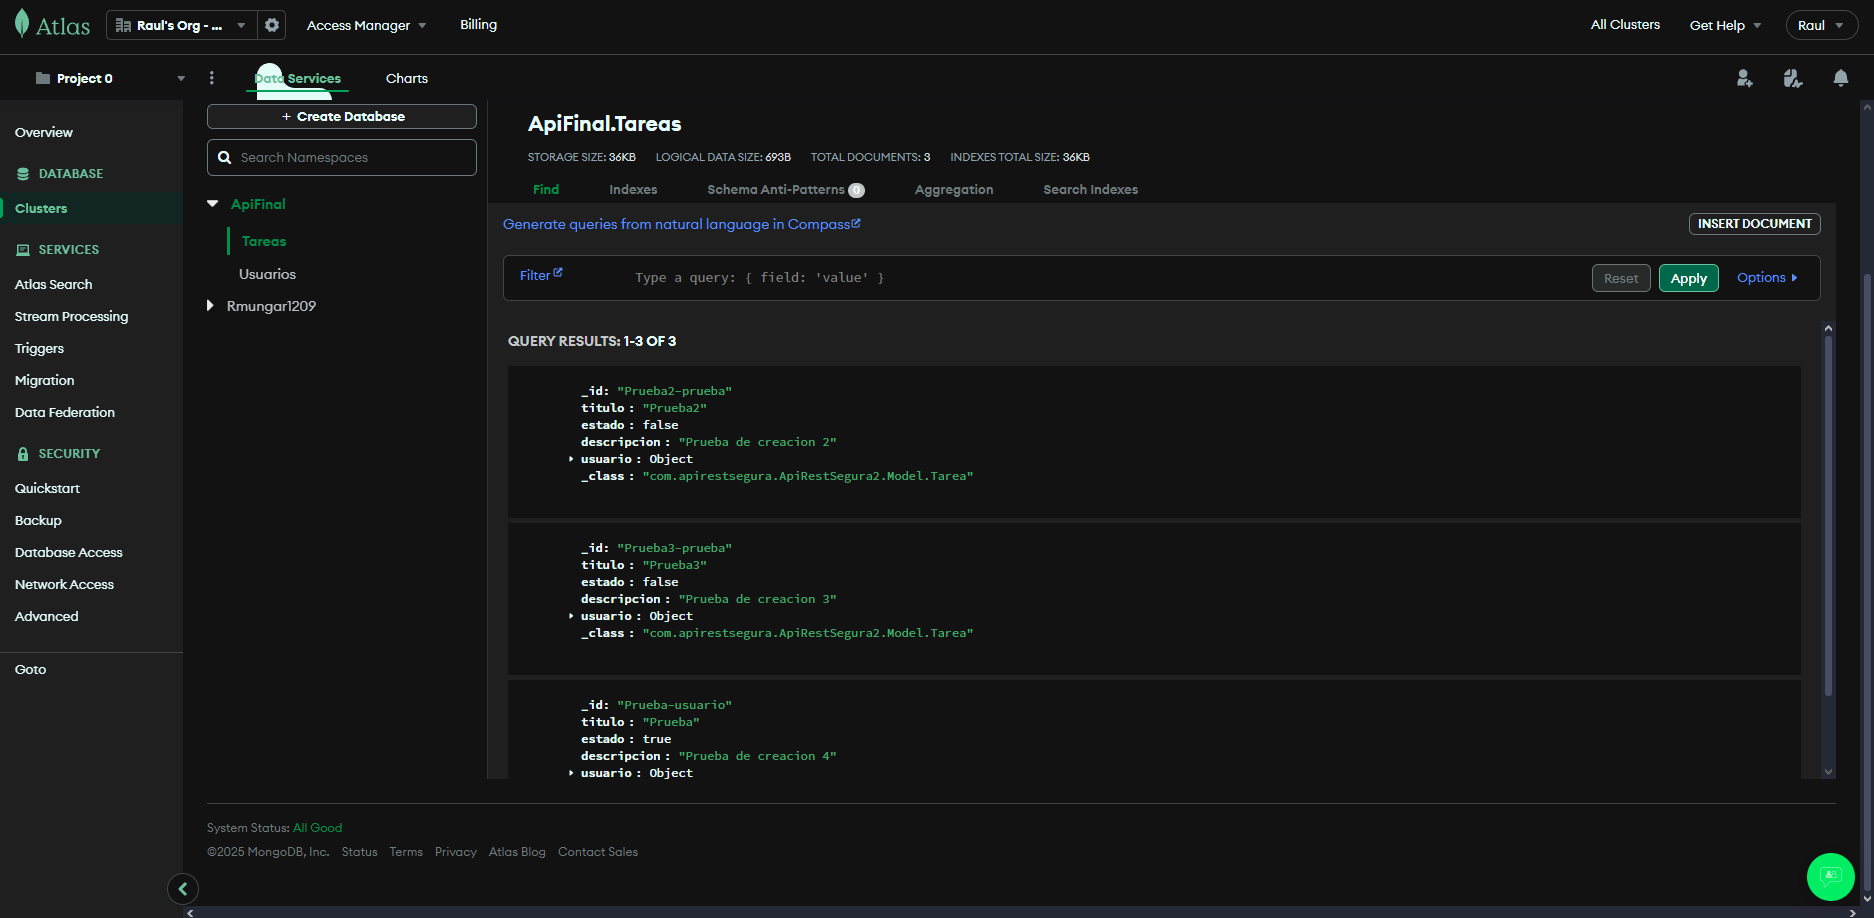 Atlas
Raul's Org - ...
Access Manager
Billing
All Clusters
Get Help
Raul
Project 0
Data Services
Charts
Overview
DATABASE
Clusters
SERVICES
Atlas Search
Stream Processing
Triggers
Migration
Data Federation
SECURITY
Quickstart
Backup
Database Access
Network Access
Advanced
Goto
+ Create Database
Search Namespaces
ApiFinal
Tareas
Usuarios
Rmungar1209
ApiFinal.Tareas
STORAGE SIZE: 36KB LOGICAL DATA SIZE: 693B TOTAL DOCUMENTS: 3 INDEXES TOTAL SIZE: 36KB
Find Indexes Schema Anti-Patterns 0 Aggregation Search Indexes
Generate queries from natural language in Compass
INSERT DOCUMENT
Filter
Type a query: { field: 'value' }
Reset
Apply
Options
QUERY RESULTS: 1-3 OF 3
_id: "Prueba2-prueba"
titulo : "Prueba2"
estado : false
descripcion : "Prueba de creacion 2"
usuario : Object
_class : "com.apirestsegura.ApiRestSegura2.Model.Tarea"
_id: "Prueba3-prueba"
titulo : "Prueba3"
estado : false
descripcion : "Prueba de creacion 3"
usuario : Object
_class : "com.apirestsegura.ApiRestSegura2.Model.Tarea"
_id: "Prueba-usuario"
titulo : "Prueba"
estado : true
descripcion : "Prueba de creacion 4"
usuario : Object
System Status: All Good
©2025 MongoDB, Inc. Status Terms Privacy Atlas Blog Contact Sales